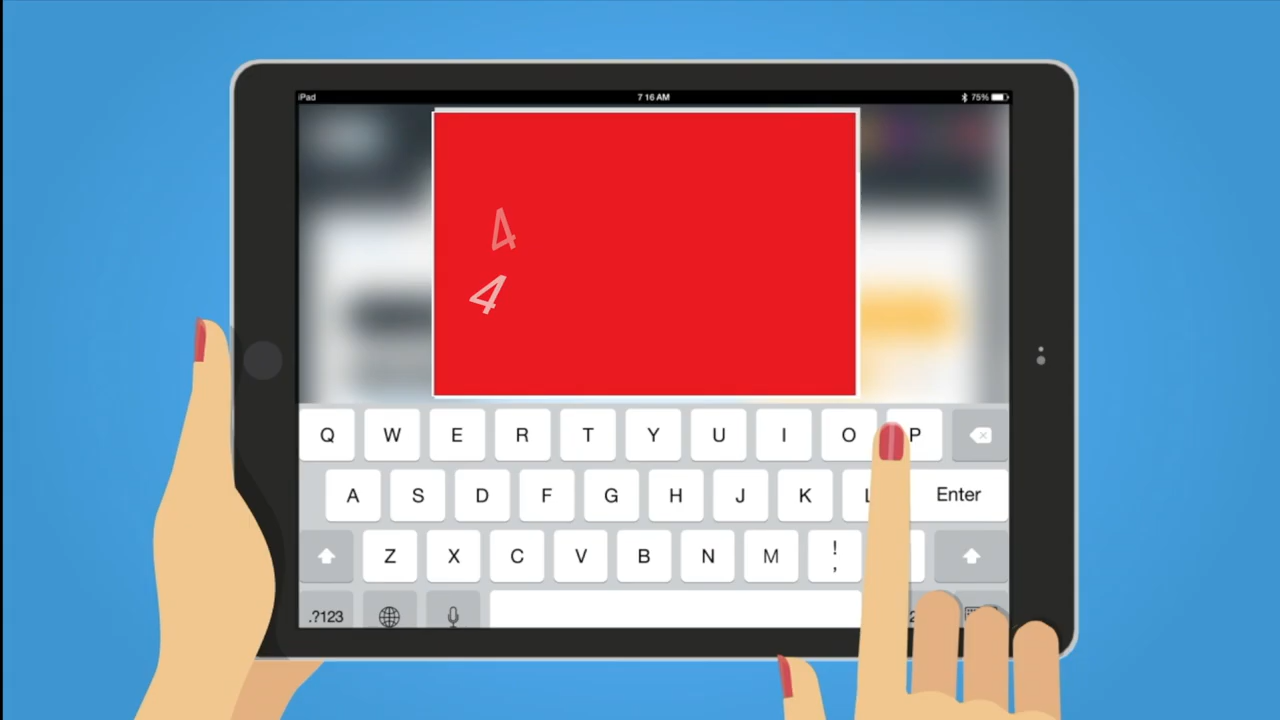 iPad 7 16 AM 75%
4
4
Q W E R T Y U I O P
A S D F G H J K L Enter
Z X C V B N M ! ,
.?123